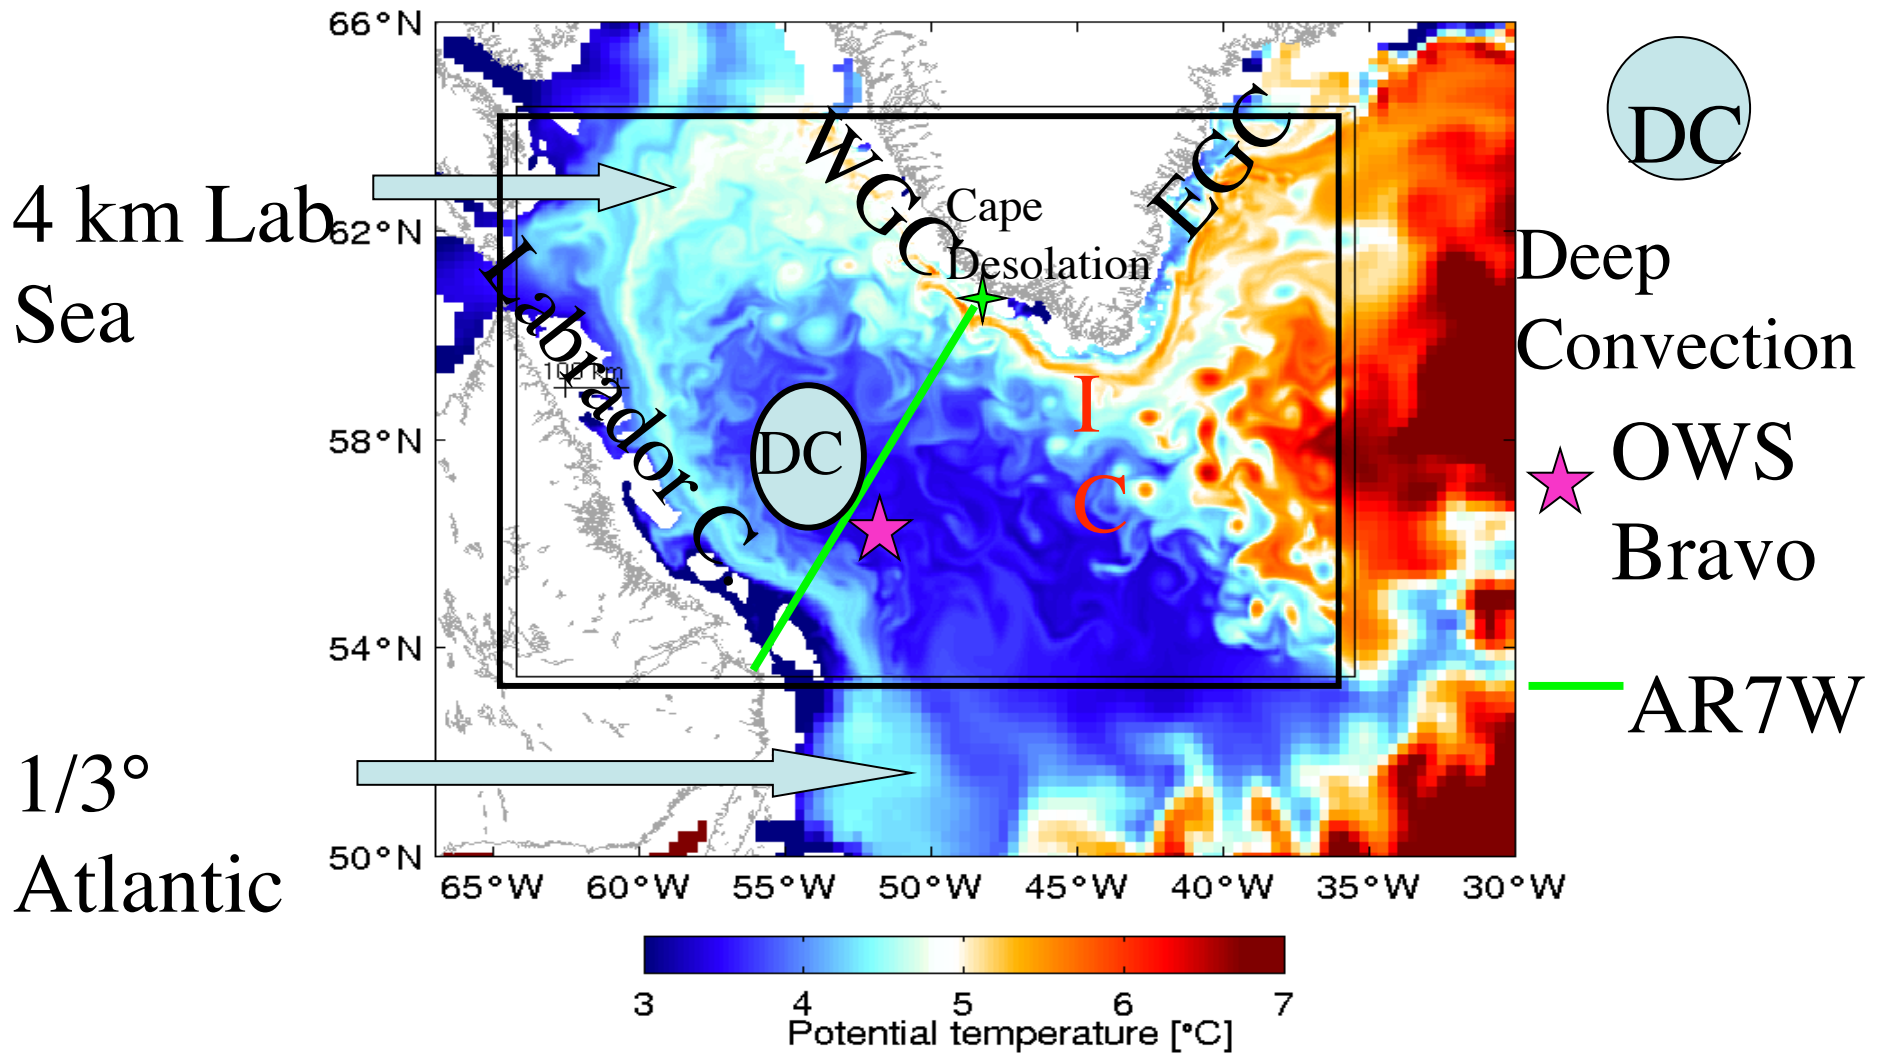 66°N
62°N
58°N
54°N
50°N
4 km Lab
Sea
1/3°
Atlantic
WGC
EGC
Cape
Desolation
Labrador C.
100 km
DC
I
C
DC
Deep
Convection
OWS
Bravo
AR7W
65°W 60°W 55°W 50°W 45°W 40°W 35°W 30°W
3 4 5 6 7
Potential temperature [°C]